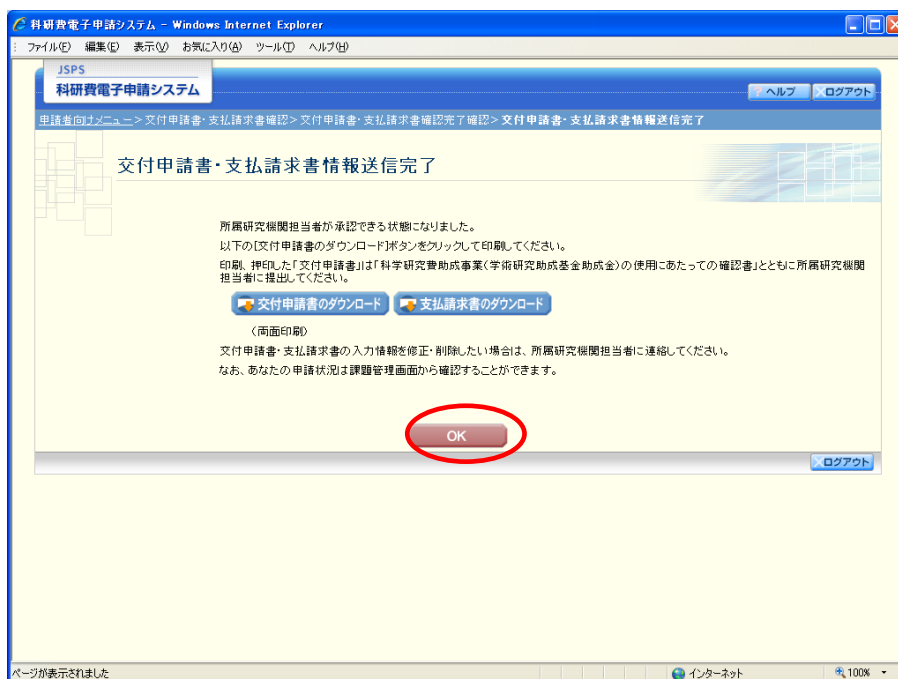 科研費電子申請システム - Windows Internet Explorer
ファイル(F) 編集(E) 表示(V) お気に入り(A) ツール(T) ヘルプ(H)
JSPS
科研費電子申請システム
? ヘルプ
×ログアウト
申請者向けメニュー>交付申請書・支払請求書確認>交付申請書・支払請求書確認完了確認>交付申請書・支払請求書情報送信完了
交付申請書・支払請求書情報送信完了
所属研究機関担当者が承認できる状態になりました。
以下の[交付申請書のダウンロード]ボタンをクリックして印刷してください。
印刷、押印した「交付申請書」は「科学研究費助成事業(学術研究助成基金助成金)の使用にあたっての確認書」とともに所属研究機関
担当者に提出してください。
交付申請書のダウンロード 支払請求書のダウンロード
(両面印刷)
交付申請書・支払請求書の入力情報を修正・削除したい場合は、所属研究機関担当者に連絡してください。
なお、あなたの申請状況は課題管理画面から確認することができます。
OK
×ログアウト
ページが表示されました
インターネット
100%